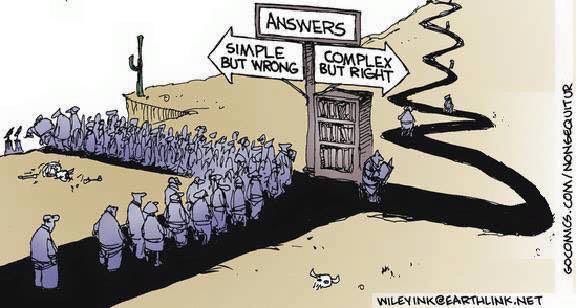 ANSWERS
SIMPLE
BUT WRONG
COMPLEX
BUT RIGHT
GOCOMICS.COM/NONSEQUITUR
WILEYINK@EARTHLINK.NET